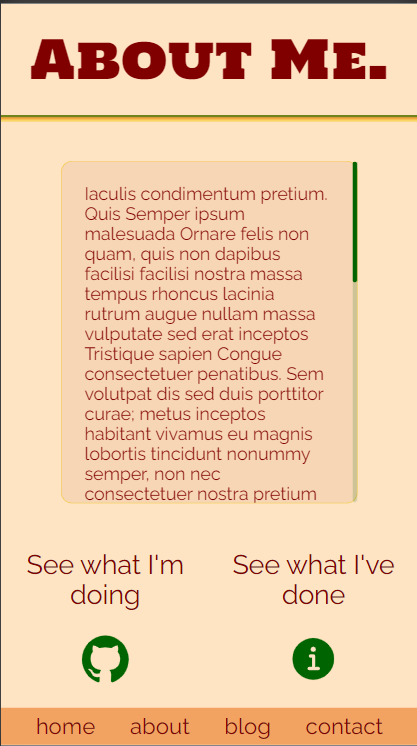 About Me.
Iaculis condimentum pretium.
Quis Semper ipsum
malesuada Ornare felis non
quam, quis non dapibus
facilisi facilisi nostra massa
tempus rhoncus lacinia
rutrum augue nullam massa
vulputate sed erat inceptos
Tristique sapien Congue
consectetuer penatibus. Sem
volutpat dis sed duis porttitor
curae; metus inceptos
habitant vivamus eu magnis
lobortis tincidunt nonummy
semper, non nec
consectetuer nostra pretium
See what I'm
doing
See what I've
done
home about blog contact